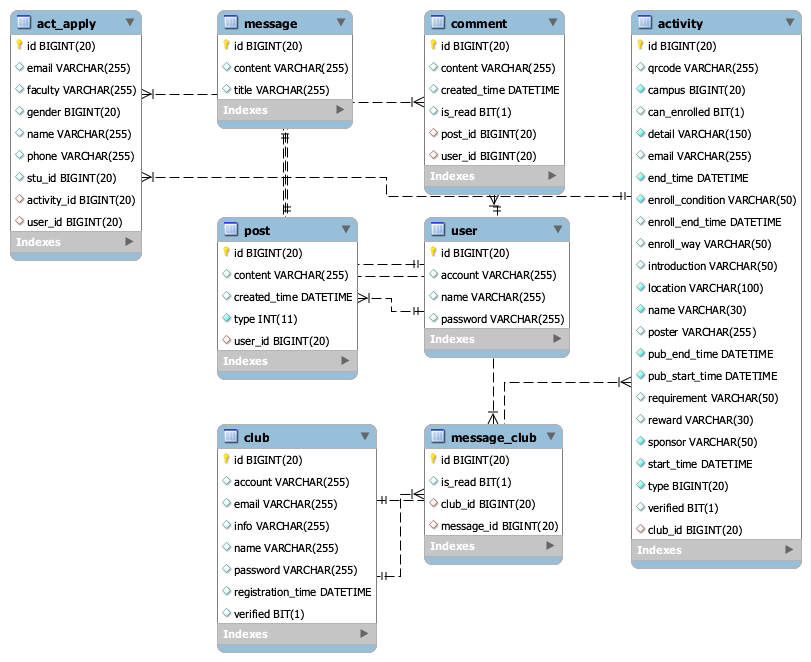 act_apply
id BIGINT(20)
email VARCHAR(255)
faculty VARCHAR(255)
gender BIGINT(20)
name VARCHAR(255)
phone VARCHAR(255)
stu_id BIGINT(20)
activity_id BIGINT(20)
user_id BIGINT(20)
Indexes
message
id BIGINT(20)
content VARCHAR(255)
title VARCHAR(255)
Indexes
comment
id BIGINT(20)
content VARCHAR(255)
created_time DATETIME
is_read BIT(1)
post_id BIGINT(20)
user_id BIGINT(20)
Indexes
activity
id BIGINT(20)
qrcode VARCHAR(255)
campus BIGINT(20)
can_enrolled BIT(1)
detail VARCHAR(150)
email VARCHAR(255)
end_time DATETIME
enroll_condition VARCHAR(50)
enroll_end_time DATETIME
enroll_way VARCHAR(50)
introduction VARCHAR(50)
location VARCHAR(100)
name VARCHAR(30)
poster VARCHAR(255)
pub_end_time DATETIME
pub_start_time DATETIME
requirement VARCHAR(50)
reward VARCHAR(30)
sponsor VARCHAR(50)
start_time DATETIME
type BIGINT(20)
verified BIT(1)
club_id BIGINT(20)
Indexes
post
id BIGINT(20)
content VARCHAR(255)
created_time DATETIME
type INT(11)
user_id BIGINT(20)
Indexes
user
id BIGINT(20)
account VARCHAR(255)
name VARCHAR(255)
password VARCHAR(255)
Indexes
club
id BIGINT(20)
account VARCHAR(255)
email VARCHAR(255)
info VARCHAR(255)
name VARCHAR(255)
password VARCHAR(255)
registration_time DATETIME
verified BIT(1)
Indexes
message_club
id BIGINT(20)
is_read BIT(1)
club_id BIGINT(20)
message_id BIGINT(20)
Indexes